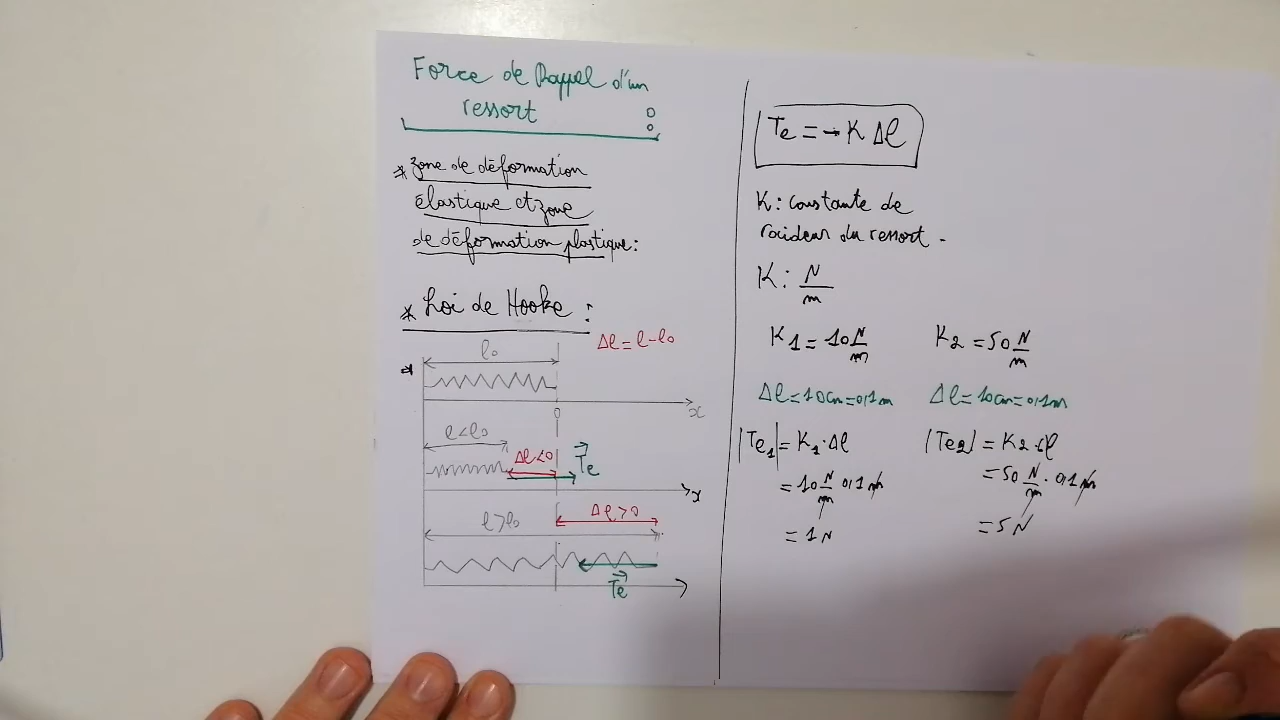 Force de Rappel d'un
ressort :
* zone de déformation
élastique et zone
de déformation plastique:
* Loi de Hooke :
Δl = l-l0
l0
0
x
l<l0
Δl<0
Te
x
l>l0
Δl>0
Te
Te = -K Δl
K: constante de
raideur du ressort.
K: N/m
K1 = 10 N/m
K2 = 50 N/m
Δl = 10cm = 0,1m
Δl = 10cm = 0,1m
|Te1| = K1·Δl
= 10 N/m · 0,1 m
= 1 N
|Te2| = K2·Δl
= 50 N/m · 0,1 m
= 5 N